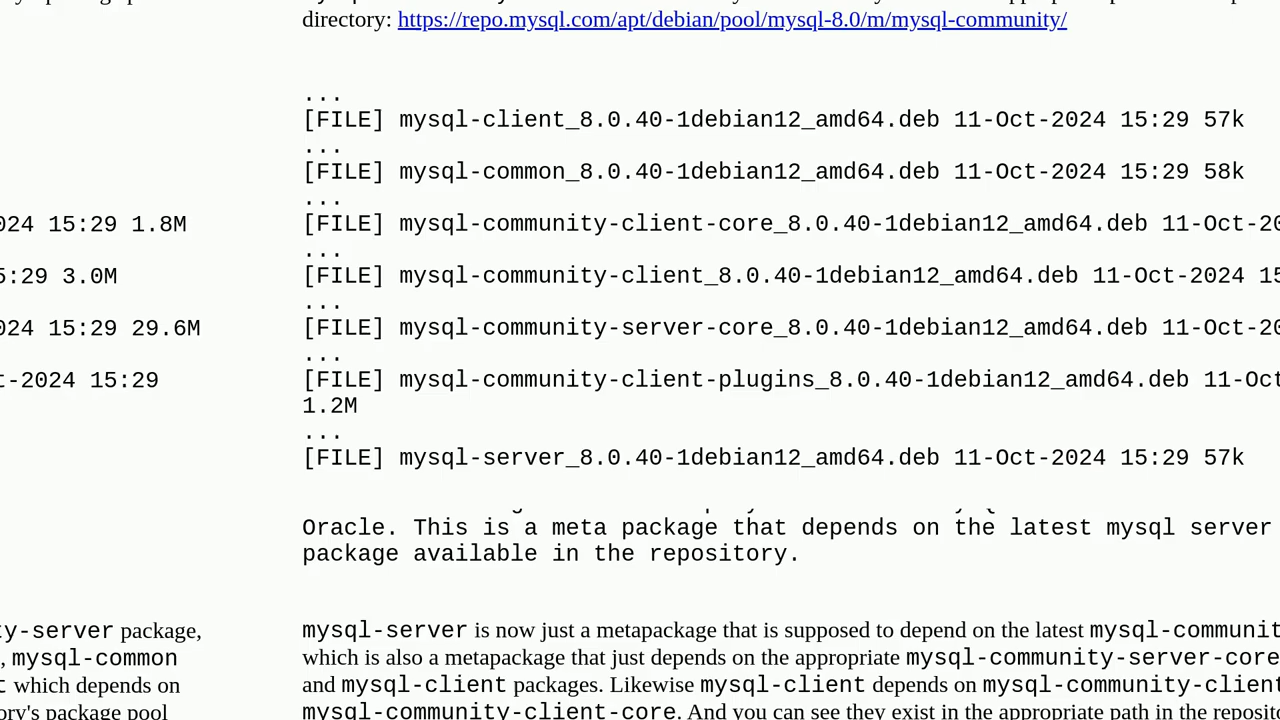 directory: https://repo.mysql.com/apt/debian/pool/mysql-8.0/m/mysql-community/
...
[FILE] mysql-client_8.0.40-1debian12_amd64.deb 11-Oct-2024 15:29 57k
...
[FILE] mysql-common_8.0.40-1debian12_amd64.deb 11-Oct-2024 15:29 58k
...
024 15:29 1.8M [FILE] mysql-community-client-core_8.0.40-1debian12_amd64.deb 11-Oct-20
...
5:29 3.0M [FILE] mysql-community-client_8.0.40-1debian12_amd64.deb 11-Oct-2024 15
...
024 15:29 29.6M [FILE] mysql-community-server-core_8.0.40-1debian12_amd64.deb 11-Oct-20
...
t-2024 15:29 [FILE] mysql-community-client-plugins_8.0.40-1debian12_amd64.deb 11-Oct
1.2M
...
[FILE] mysql-server_8.0.40-1debian12_amd64.deb 11-Oct-2024 15:29 57k
Oracle. This is a meta package that depends on the latest mysql server
package available in the repository.
ty-server package, mysql-server is now just a metapackage that is supposed to depend on the latest mysql-communit
, mysql-common which is also a metapackage that just depends on the appropriate mysql-community-server-core
t which depends on and mysql-client packages. Likewise mysql-client depends on mysql-community-client
ory's package pool mysql-community-client-core. And you can see they exist in the appropriate path in the reposito